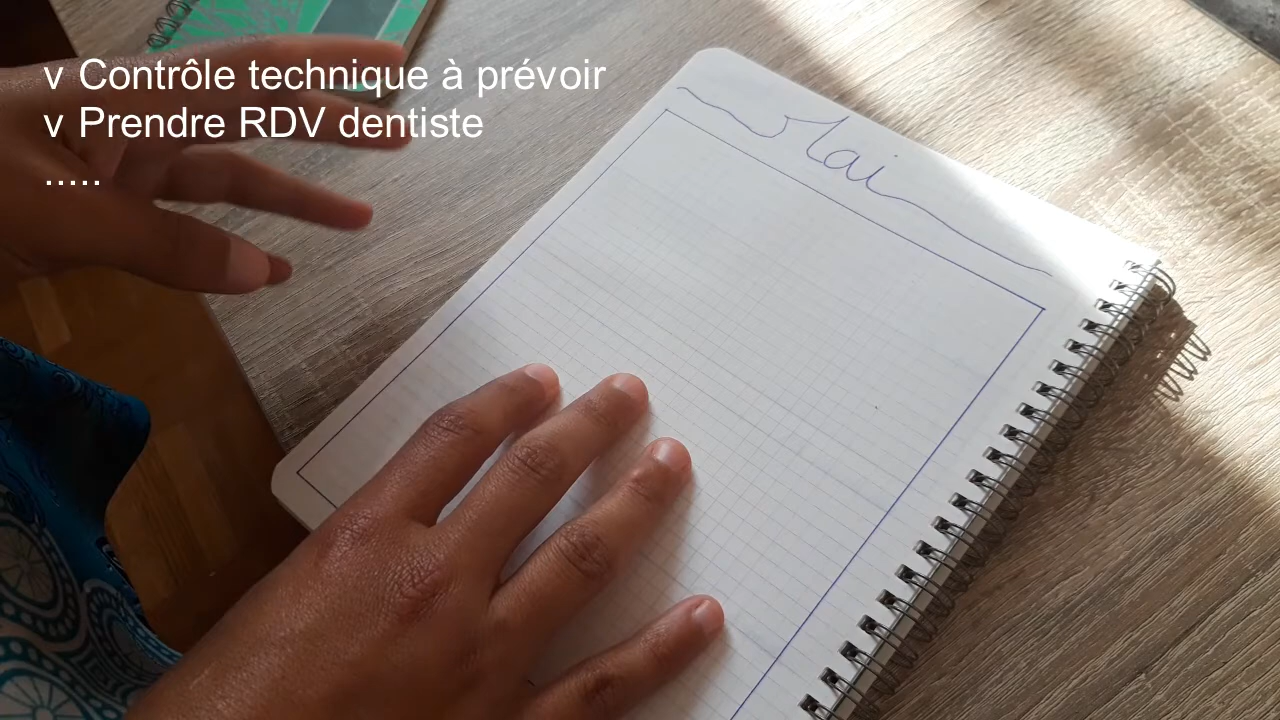 v Contrôle technique à prévoir
v Prendre RDV dentiste
.....
Mai